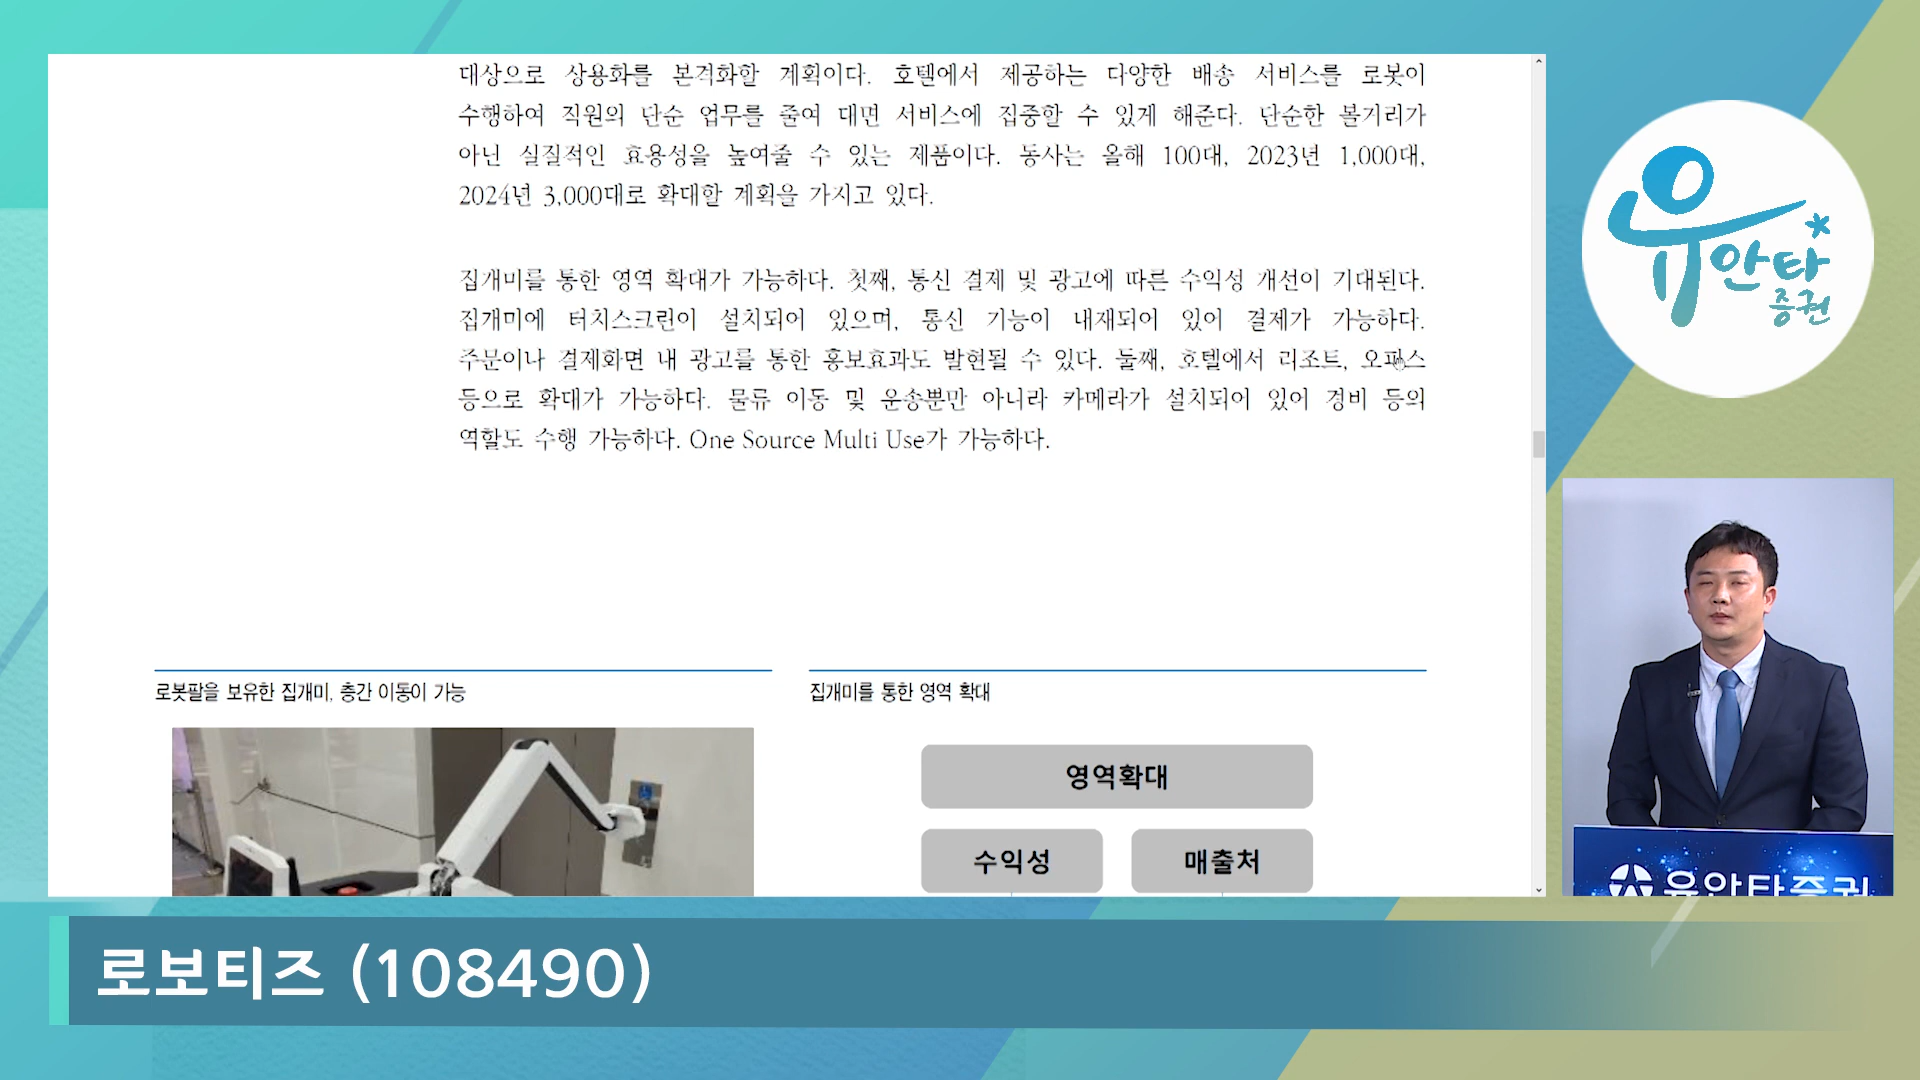 대상으로 상용화를 본격화할 계획이다. 호텔에서 제공하는 다양한 배송 서비스를 로봇이
수행하여 직원의 단순 업무를 줄여 대면 서비스에 집중할 수 있게 해준다. 단순한 볼거리가
아닌 실질적인 효용성을 높여줄 수 있는 제품이다. 동사는 올해 100대, 2023년 1,000대,
2024년 3,000대로 확대할 계획을 가지고 있다.
집개미를 통한 영역 확대가 가능하다. 첫째, 통신 결제 및 광고에 따른 수익성 개선이 기대된다.
집개미에 터치스크린이 설치되어 있으며, 통신 기능이 내재되어 있어 결제가 가능하다.
주문이나 결제화면 내 광고를 통한 홍보효과도 발현될 수 있다. 둘째, 호텔에서 리조트, 오피스
등으로 확대가 가능하다. 물류 이동 및 운송뿐만 아니라 카메라가 설치되어 있어 경비 등의
역할도 수행 가능하다. One Source Multi Use가 가능하다.
로봇팔을 보유한 집개미, 층간 이동이 가능
집개미를 통한 영역 확대
영역확대
수익성
매출처
유안타
증권
유안타증권
로보티즈 (108490)